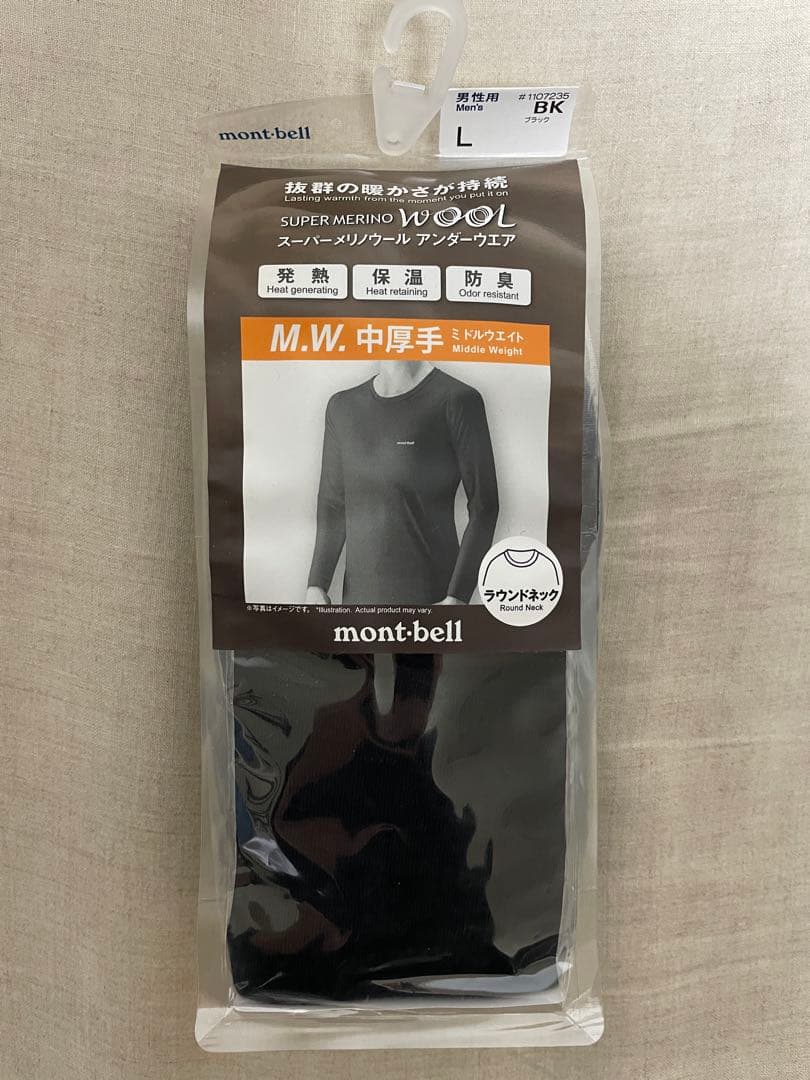 mont-bell
男性用
Men's
#1107235
BK
ブラック
L
抜群の暖かさが持続
Lasting warmth from the moment you put it on
SUPER MERINO WOOL
スーパーメリノウール アンダーウエア
発熱
Heat generating
保温
Heat retaining
防臭
Odor resistant
M.W. 中厚手 ミドルウエイト
Middle Weight
mont-bell
ラウンドネック
Round Neck
※写真はイメージです。 *Illustration. Actual product may vary.
mont-bell